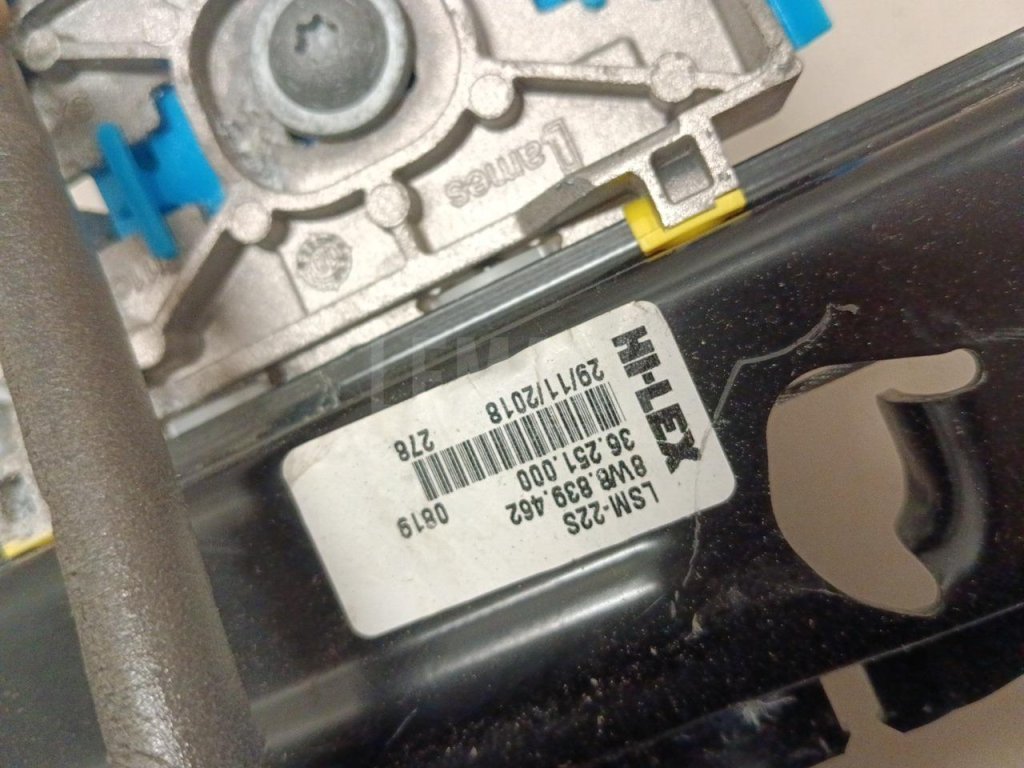 Lames
HI-LEX
LSM-22S
8W8.839.462
36.251.000
0819
29/11/2018
278